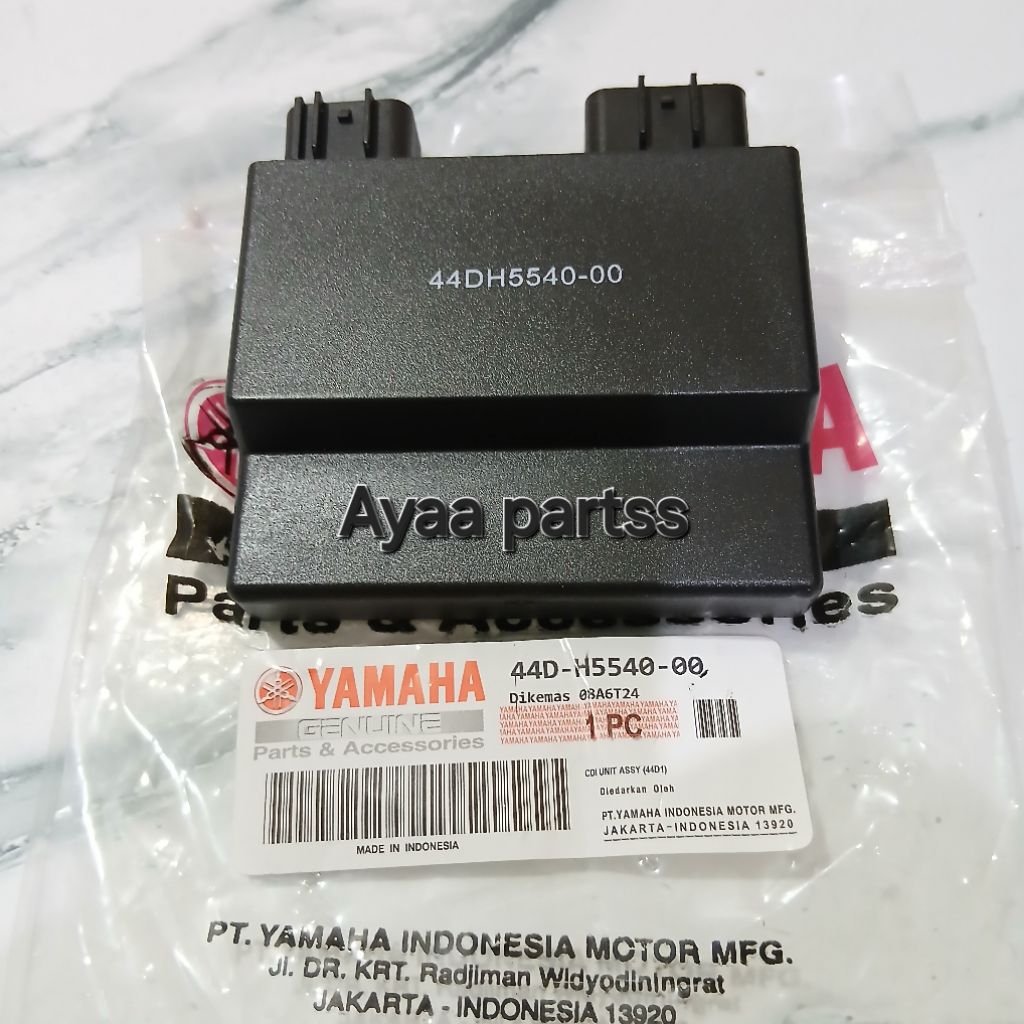 44DH5540-00
Ayaa partss
A
Parts & Accessories
YAMAHA
GENUINE
Parts & Accessories
MADE IN INDONESIA
44D-H5540-00,
Dikemas 08A6T24
1 PC
CDI UNIT ASSY (44D1)
Diedarkan Oleh
PT.YAMAHA INDONESIA MOTOR MFG.
JAKARTA-INDONESIA 13920
PT. YAMAHA INDONESIA MOTOR MFG.
Jl. DR. KRT. Radjiman Widyodiningrat
JAKARTA - INDONESIA 13920